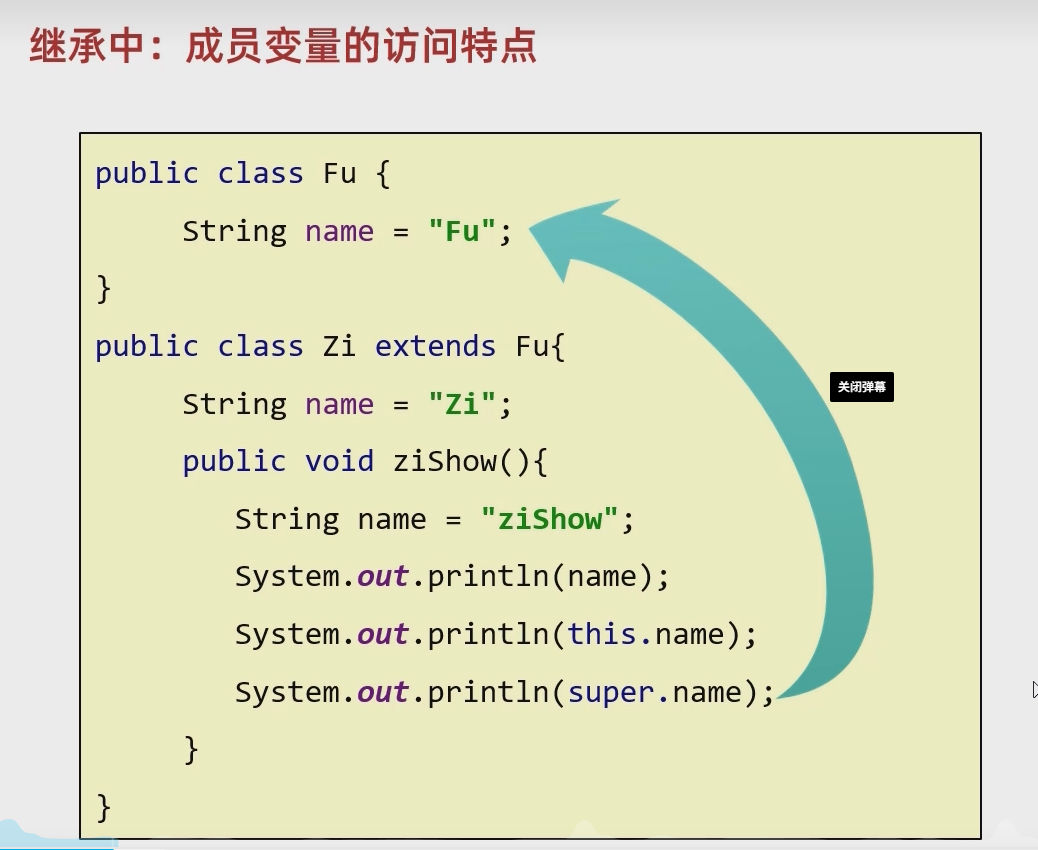 继承中：成员变量的访问特点
public class Fu {
String name = "Fu";
}
public class Zi extends Fu{
String name = "Zi";
关闭弹幕
public void ziShow(){
String name = "ziShow";
System.out.println(name);
System.out.println(this.name);
System.out.println(super.name);
}
}